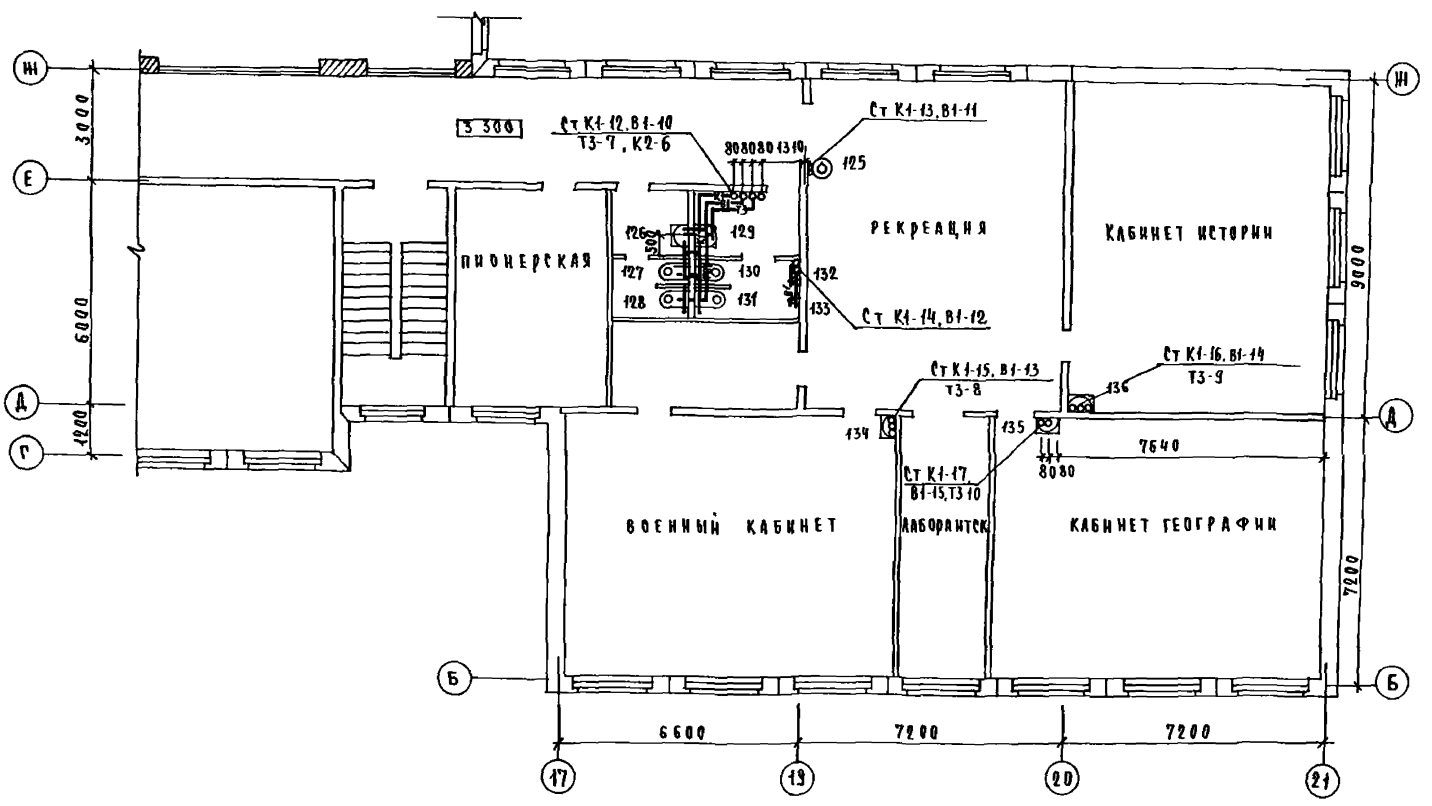 Ж
Ж
3000
3 300
Ст К1-12, В1-10
Т3-7, К2-6
80 80 80 80 1310
Ст К1-13, В1-11
125
Е
126
129
500
РЕКРЕАЦИЯ
КАБИНЕТ ИСТОРИИ
ПИОНЕРСКАЯ
127
130
132
128
131
133
9000
6000
Ст К1-14, В1-12
Ст К1-15, В1-13
Т3-8
Ст К1-16, В1-14
Т3-9
136
Д
Д
1200
134
135
7640
Г
80 80
Ст К1-17,
В1-15, Т3 10
ВОЕННЫЙ КАБИНЕТ
ЛАБОРАНТСК
КАБИНЕТ ГЕОГРАФИИ
7200
Б
Б
6600
7200
7200
17
19
20
21